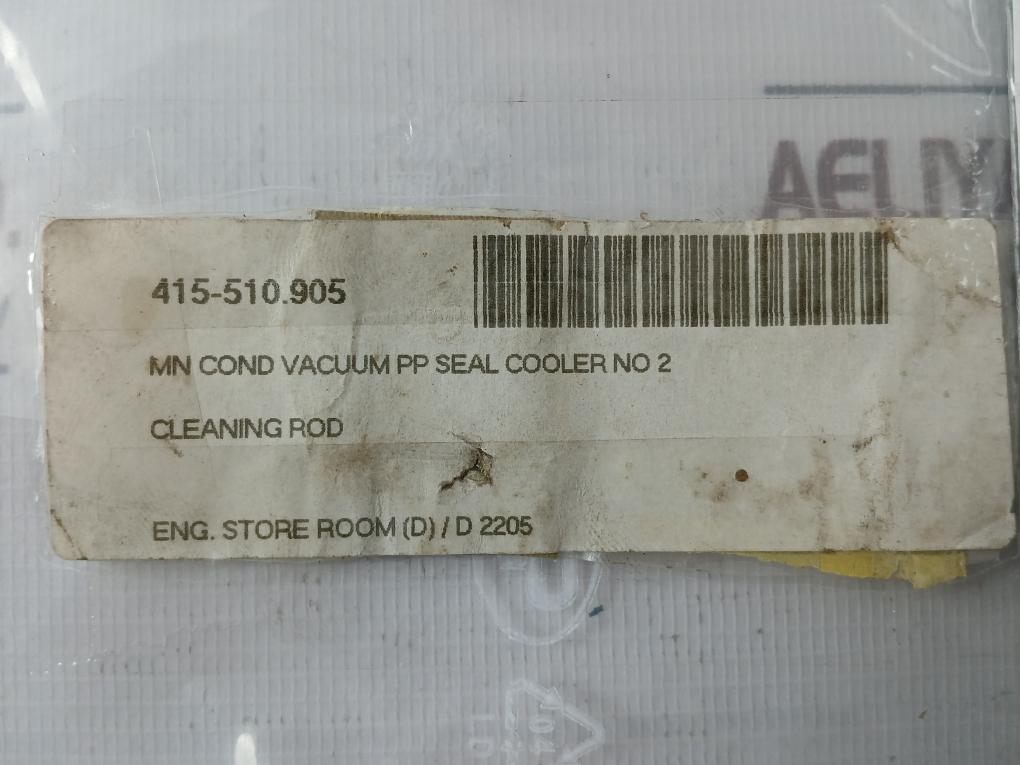 415-510.905
MN COND VACUUM PP SEAL COOLER NO 2
CLEANING ROD
ENG. STORE ROOM (D) / D 2205